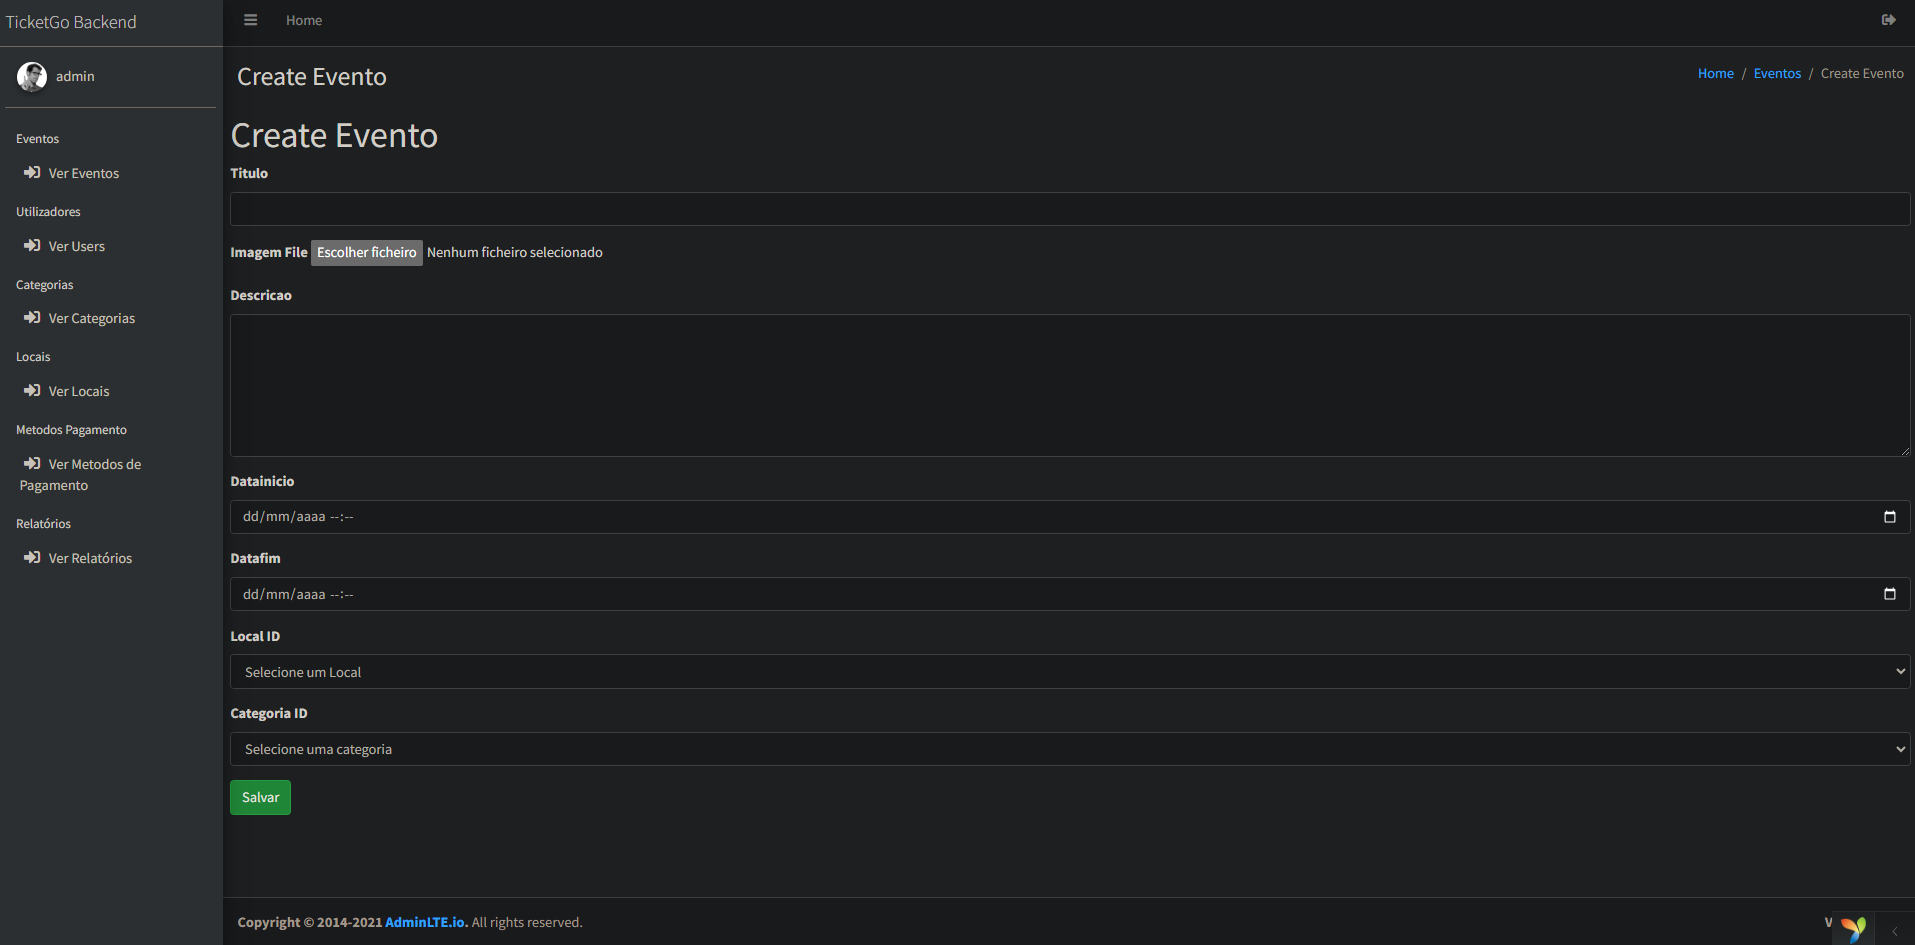 TicketGo Backend
Home
admin
Eventos
Ver Eventos
Utilizadores
Ver Users
Categorias
Ver Categorias
Locais
Ver Locais
Metodos Pagamento
Ver Metodos de
Pagamento
Relatórios
Ver Relatórios
Create Evento
Home / Eventos / Create Evento
Create Evento
Titulo
Imagem File Escolher ficheiro Nenhum ficheiro selecionado
Descricao
Datainicio
dd/mm/aaaa --:--
Datafim
dd/mm/aaaa --:--
Local ID
Selecione um Local
Categoria ID
Selecione uma categoria
Salvar
Copyright © 2014-2021 AdminLTE.io. All rights reserved.